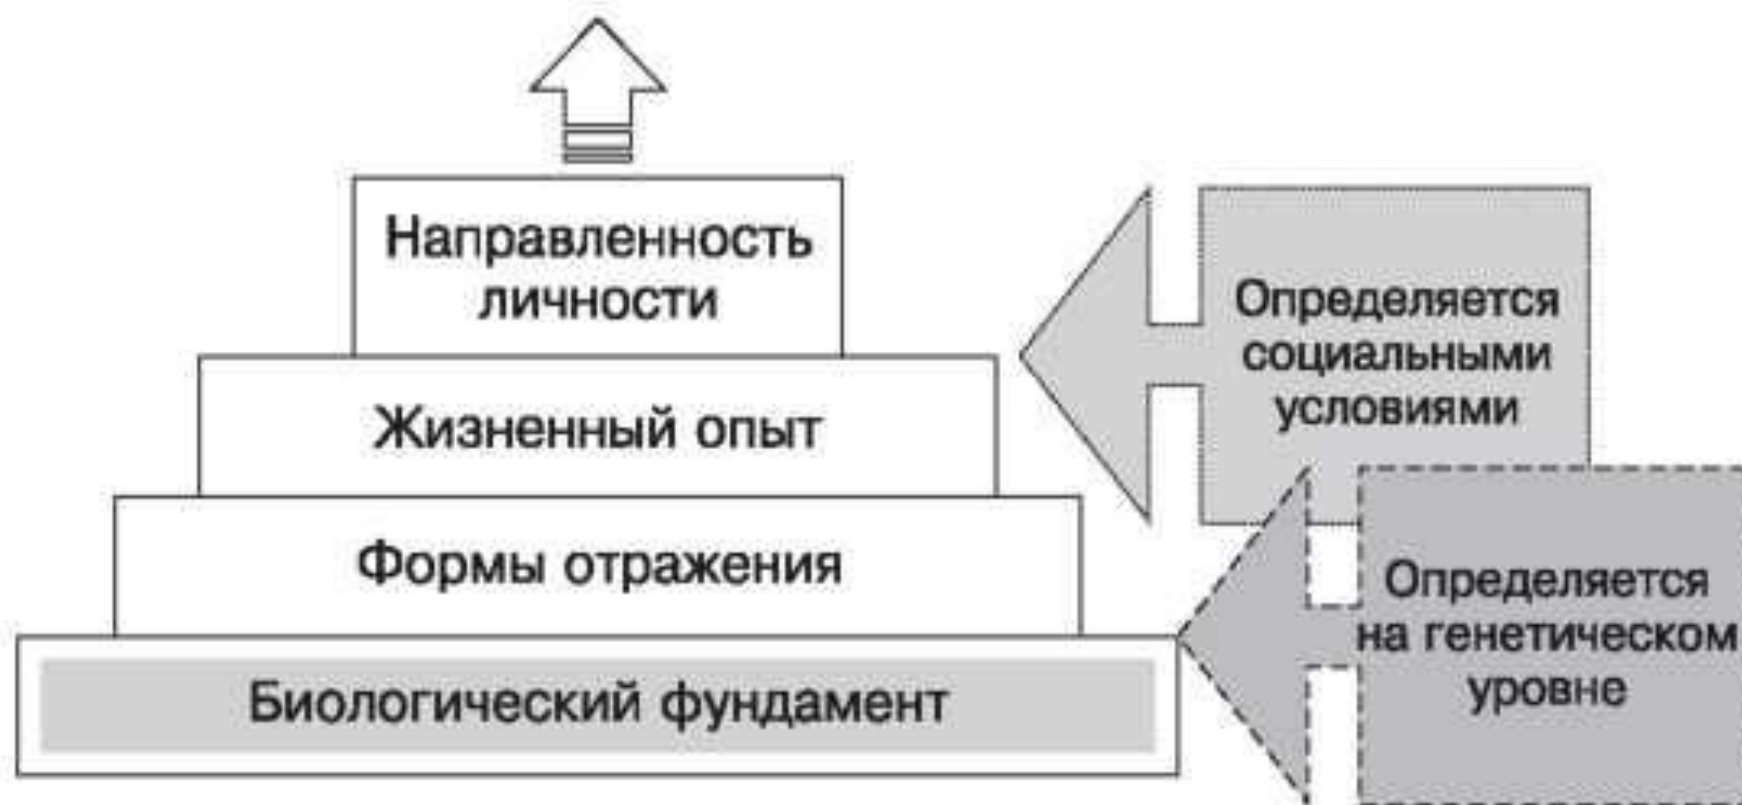 Направленность
личности
Жизненный опыт
Формы отражения
Биологический фундамент
Определяется
социальными
условиями
Определяется
на генетическом
уровне